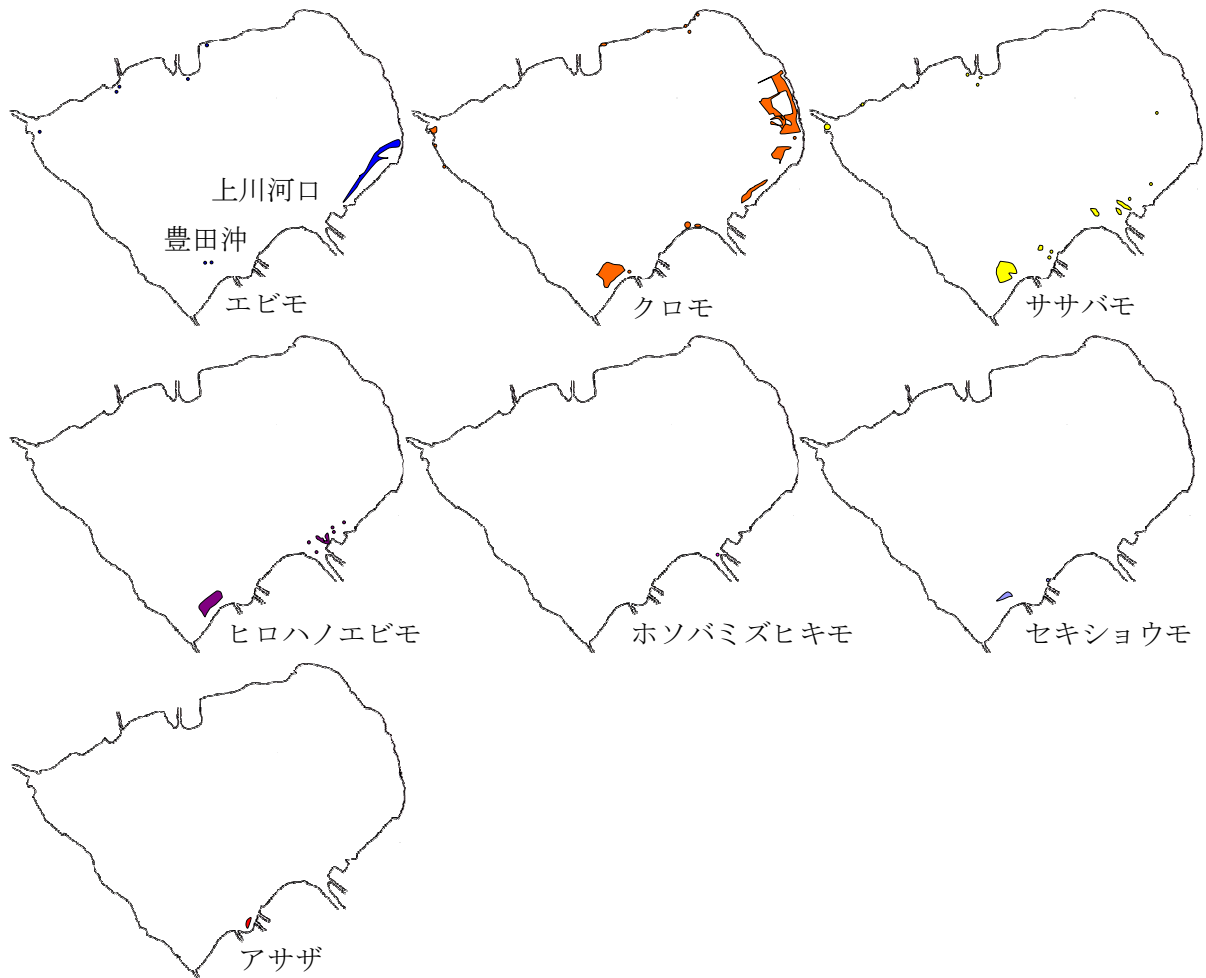 上川河口
豊田沖
エビモ
クロモ
ササバモ
ヒロハノエビモ
ホソバミズヒキモ
セキショウモ
アサザ